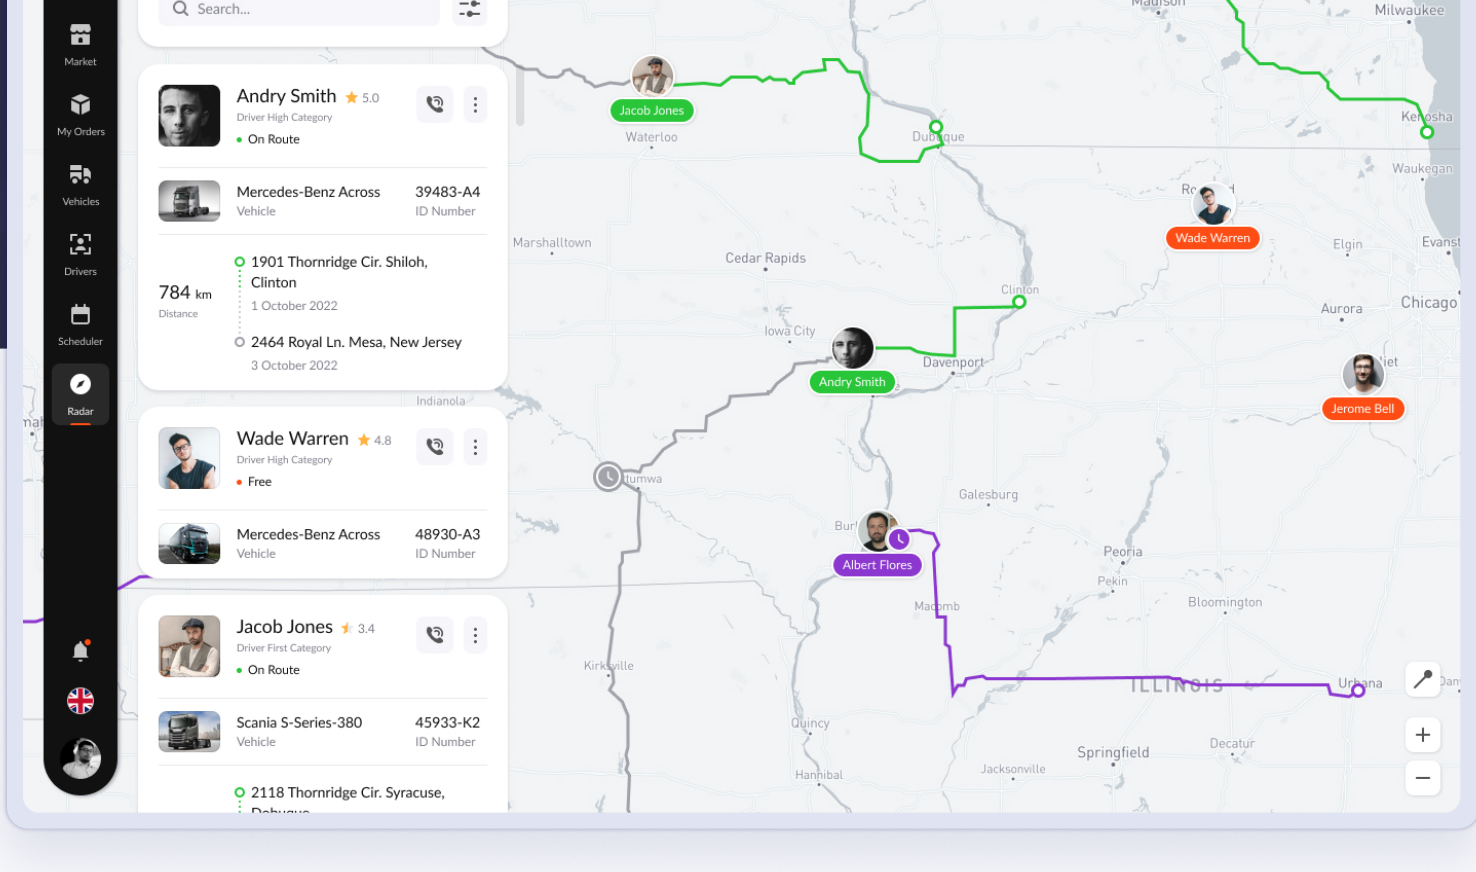 Search...
Market
My Orders
Vehicles
Drivers
Scheduler
Radar
Andry Smith 5.0
Driver High Category
On Route
Mercedes-Benz Across 39483-A4
Vehicle ID Number
784 km
Distance
1901 Thornridge Cir. Shiloh,
Clinton
1 October 2022
2464 Royal Ln. Mesa, New Jersey
3 October 2022
Wade Warren 4.8
Driver High Category
Free
Mercedes-Benz Across 48930-A3
Vehicle ID Number
Jacob Jones 3.4
Driver First Category
On Route
Scania S-Series-380 45933-K2
Vehicle ID Number
2118 Thornridge Cir. Syracuse,
Dobuque
Madison
Milwaukee
Jacob Jones
Waterloo
Dubuque
Kenosha
Waukegan
Wade Warren
Marshalltown
Cedar Rapids
Elgin
Evanst
Clinton
Aurora
Chicago
Iowa City
Davenport
Andry Smith
Jerome Bell
Indianola
Galesburg
Albert Flores
Peoria
Pekin
Macomb
Bloomington
Kirksville
ILLINOIS
Urbana
Quincy
Springfield
Decatur
Hannibal
Jacksonville